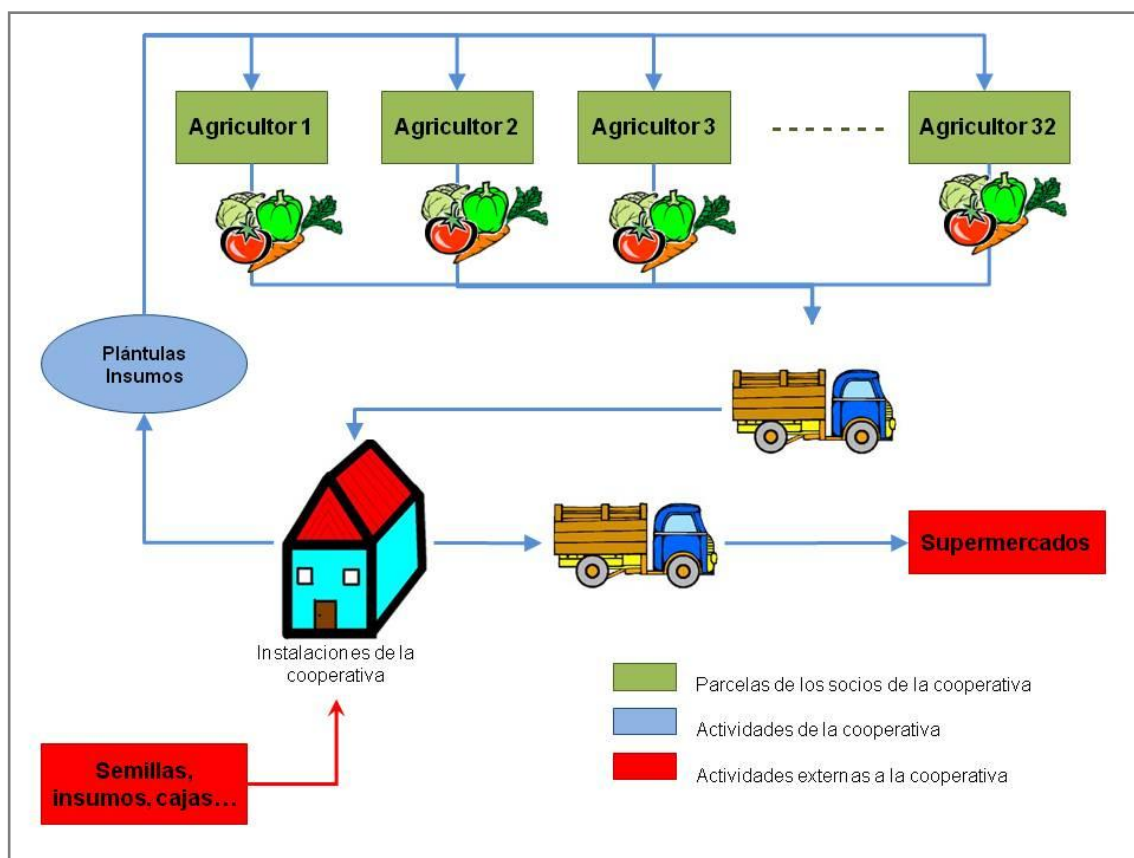 Agricultor 1
Agricultor 2
Agricultor 3
Agricultor 32
Plántulas
Insumos
Supermercados
Instalaciones de la
cooperativa
Parcelas de los socios de la cooperativa
Actividades de la cooperativa
Actividades externas a la cooperativa
Semillas,
insumos, cajas…